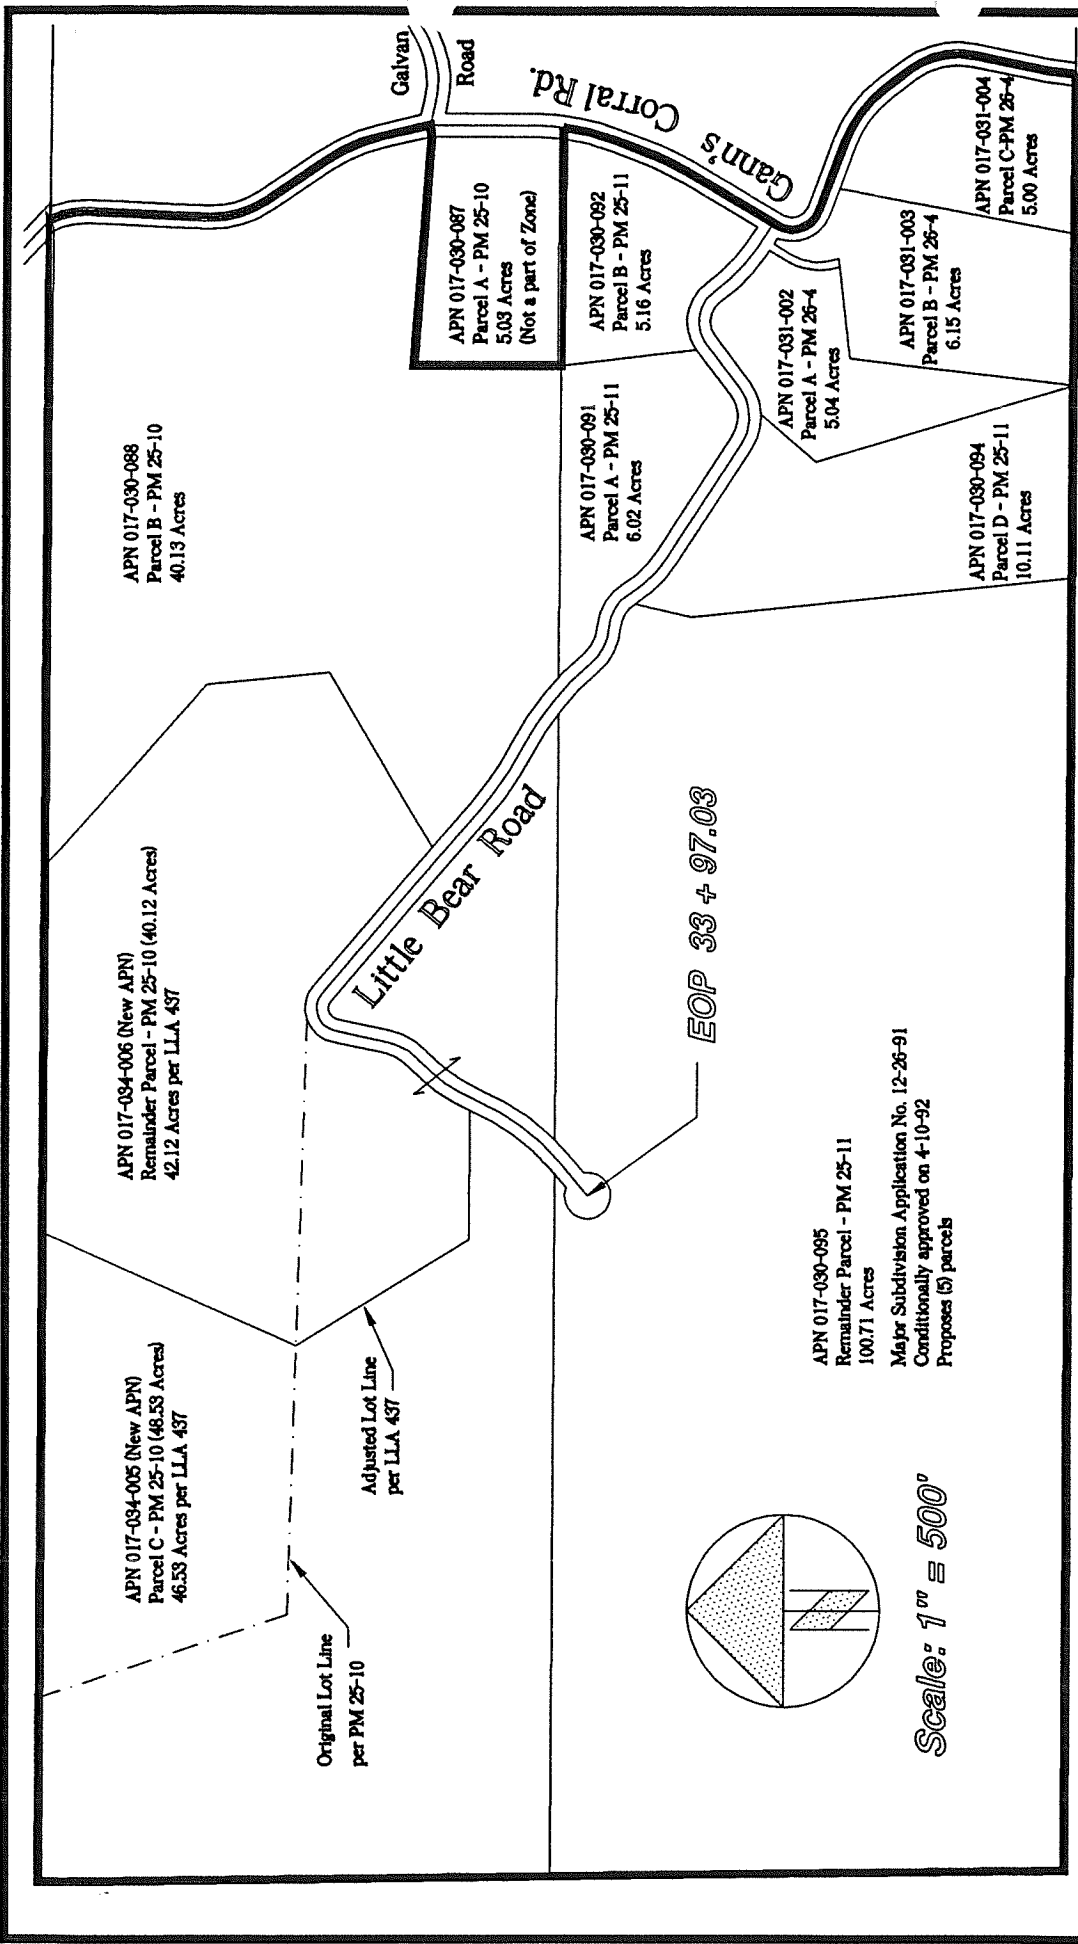 APN 017-034-005 (New APN)
Parcel C - PM 25-10 (48.53 Acres)
46.53 Acres per LLA 437
APN 017-034-006 (New APN)
Remainder Parcel - PM 25-10 (40.12 Acres)
42.12 Acres per LLA 437
APN 017-030-088
Parcel B - PM 25-10
40.13 Acres
Galvan
Road
Original Lot Line
per PM 25-10
Adjusted Lot Line
per LLA 437
Little Bear Road
APN 017-030-087
Parcel A - PM 25-10
5.03 Acres
(Not a part of Zone)
Gann's Corral Rd.
APN 017-030-091
Parcel A - PM 25-11
6.02 Acres
APN 017-030-092
Parcel B - PM 25-11
5.16 Acres
EOP 33 + 97.03
APN 017-031-002
Parcel A - PM 26-4
5.04 Acres
APN 017-031-003
Parcel B - PM 26-4
6.15 Acres
APN 017-031-004
Parcel C-PM 26-4
5.00 Acres
APN 017-030-094
Parcel D - PM 25-11
10.11 Acres
APN 017-030-095
Remainder Parcel - PM 25-11
100.71 Acres
Major Subdivision Application No. 12-26-91
Conditionally approved on 4-10-92
Proposes (5) parcels
N
Scale: 1" = 500'